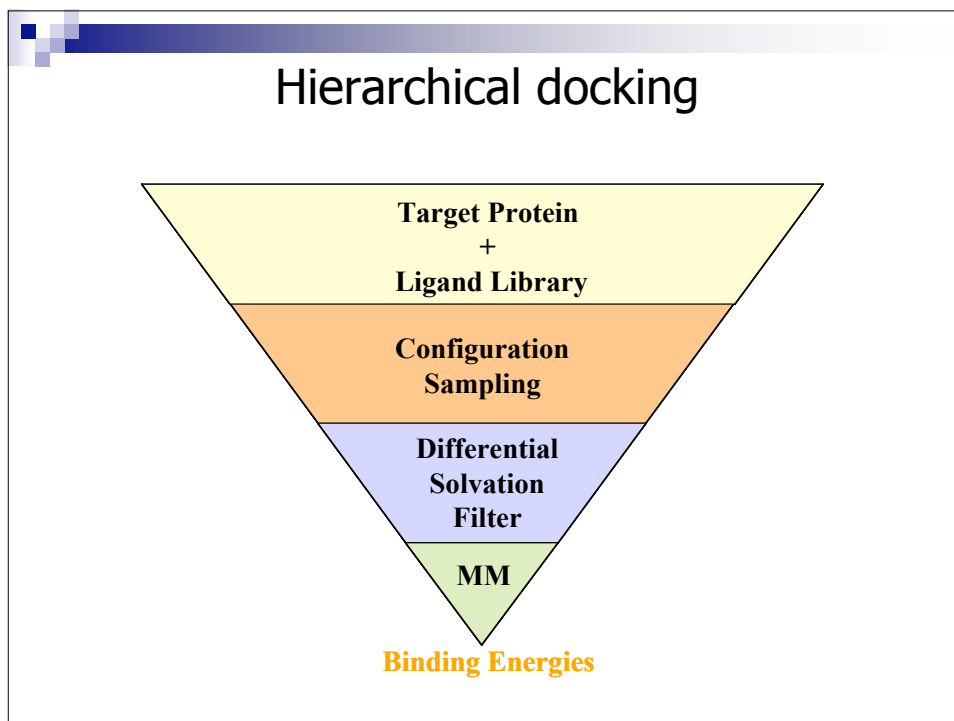 Hierarchical docking
Target Protein
+
Ligand Library
Configuration
Sampling
Differential
Solvation
Filter
MM
Binding Energies